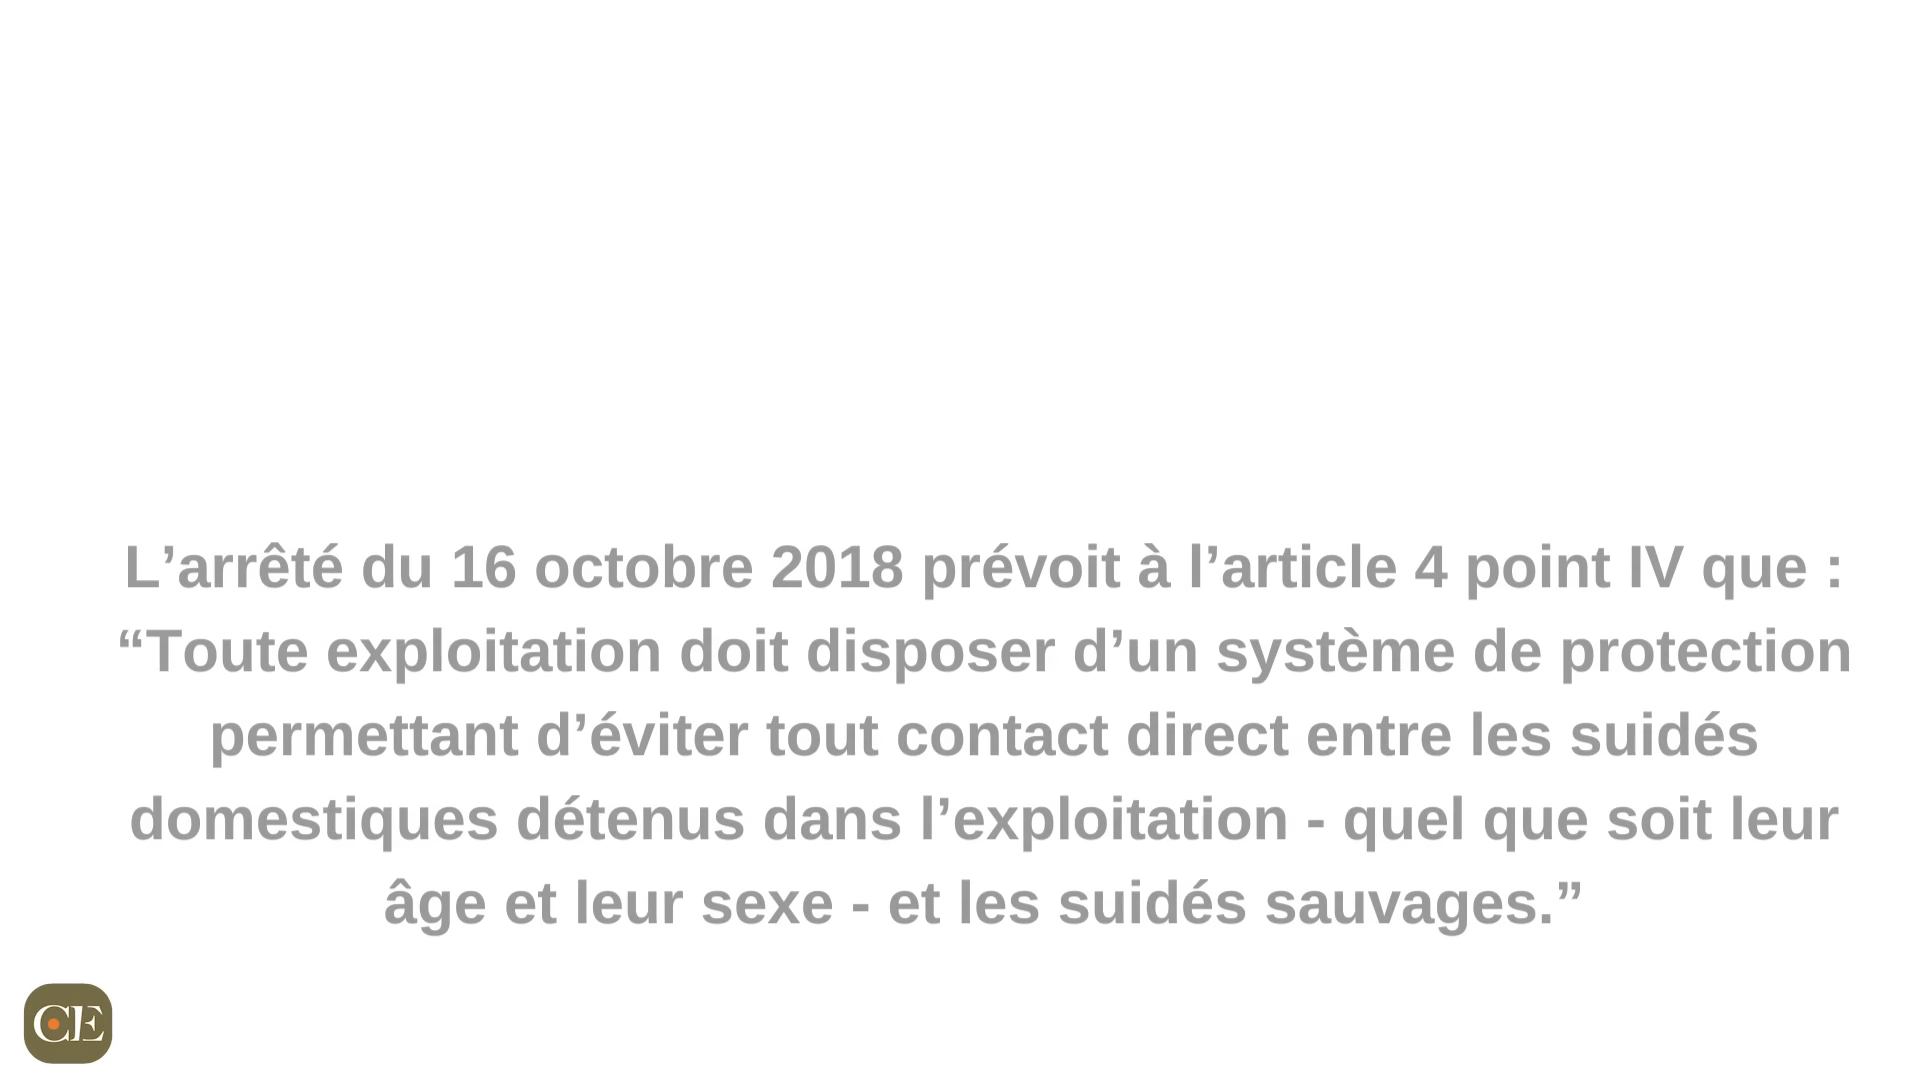 L’arrêté du 16 octobre 2018 prévoit à l’article 4 point IV que :
“Toute exploitation doit disposer d’un système de protection
permettant d’éviter tout contact direct entre les suidés
domestiques détenus dans l’exploitation - quel que soit leur
âge et leur sexe - et les suidés sauvages.”
CE